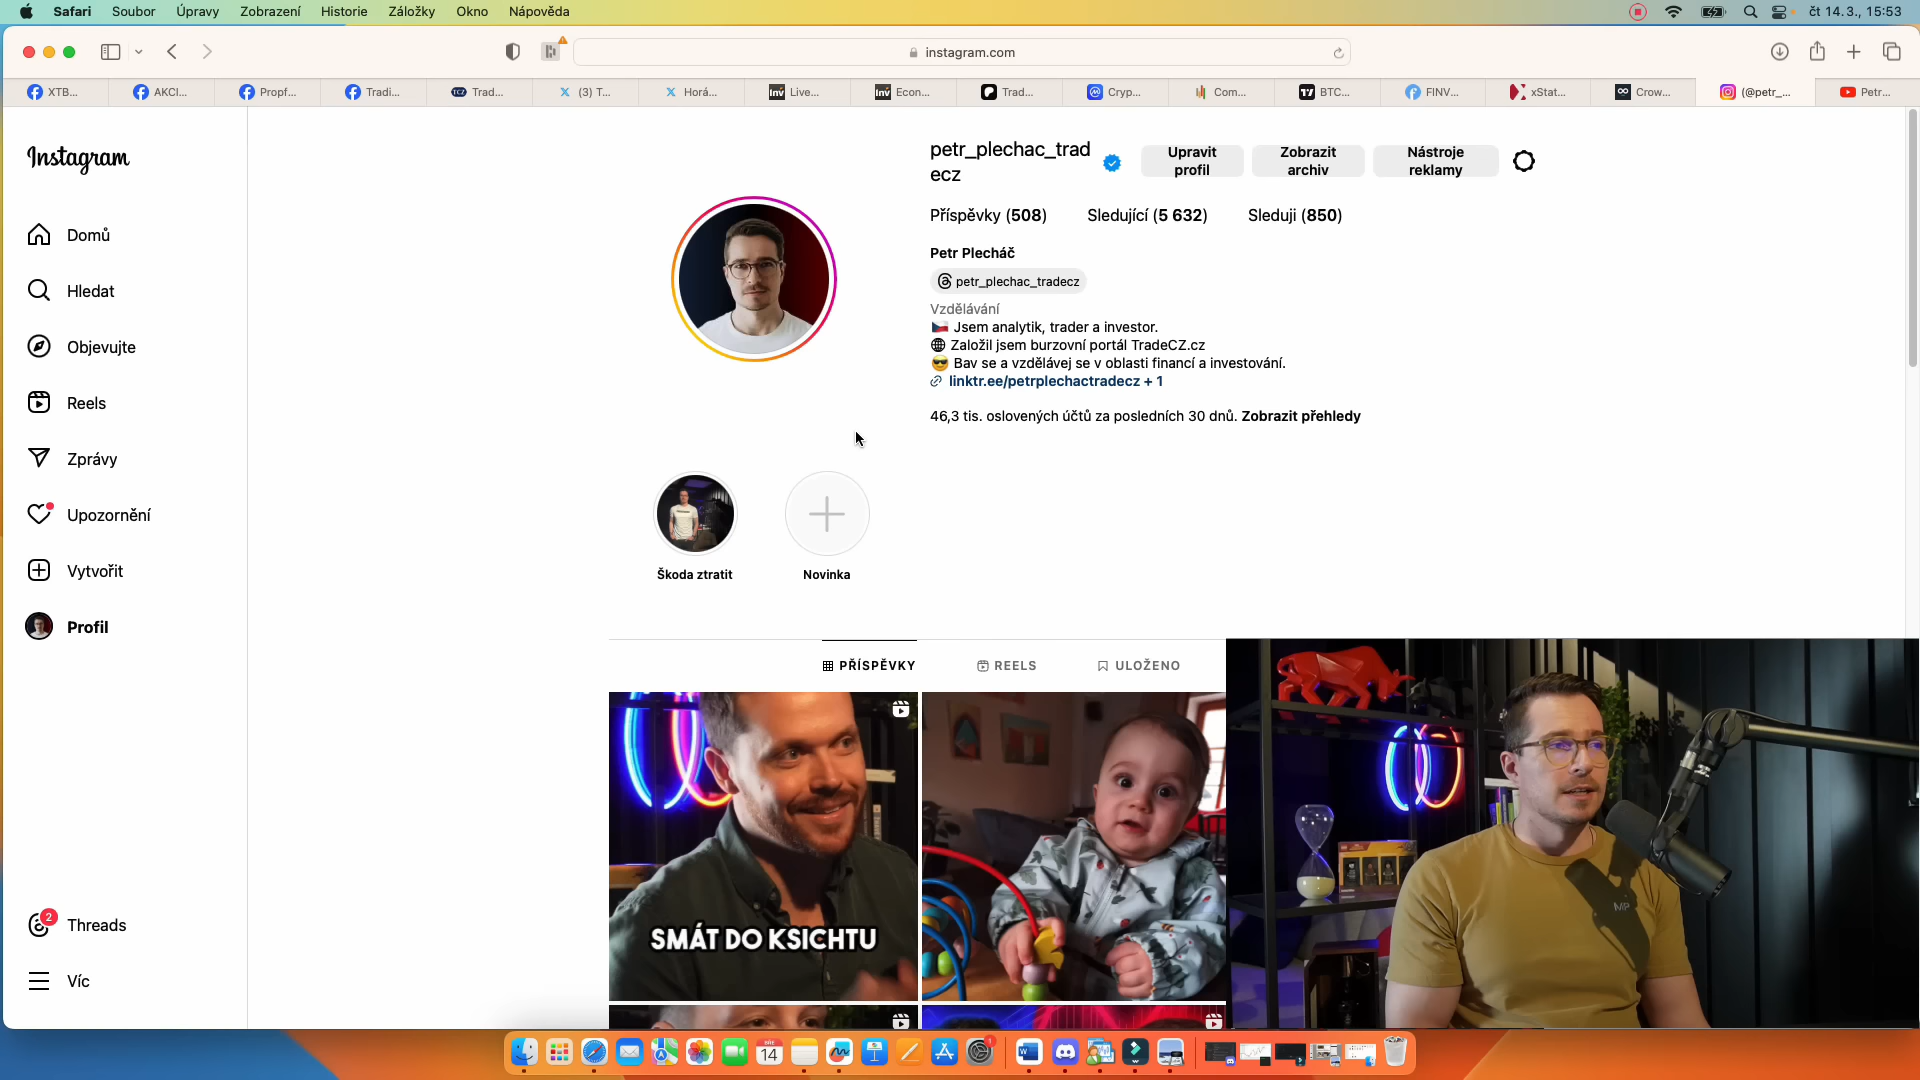 Safari Soubor Úpravy Zobrazení Historie Záložky Okno Nápověda
čt 14. 3., 15:53
instagram.com
XTB... AKCI... Propf... Tradi... Trad... (3) T... Horá... Live... Econ... Trad... Cryp... Com... BTC... FINV... xStat... Crow... (@petr_... Petr...
Instagram
Domů
Hledat
Objevujte
Reels
Zprávy
Upozornění
Vytvořit
Profil
2
Threads
Víc
petr_plechac_trad
ecz
Upravit
profil
Zobrazit
archiv
Nástroje
reklamy
Příspěvky (508) Sledující (5 632) Sleduji (850)
Petr Plecháč
petr_plechac_tradecz
Vzdělávání
Jsem analytik, trader a investor.
Založil jsem burzovní portál TradeCZ.cz
Bav se a vzdělávej se v oblasti financí a investování.
linktr.ee/petrplechactradecz + 1
46,3 tis. oslovených účtů za posledních 30 dnů. Zobrazit přehledy
Škoda ztratit
Novinka
PŘÍSPĚVKY REELS ULOŽENO
SMÁT DO KSICHTU
MP
14